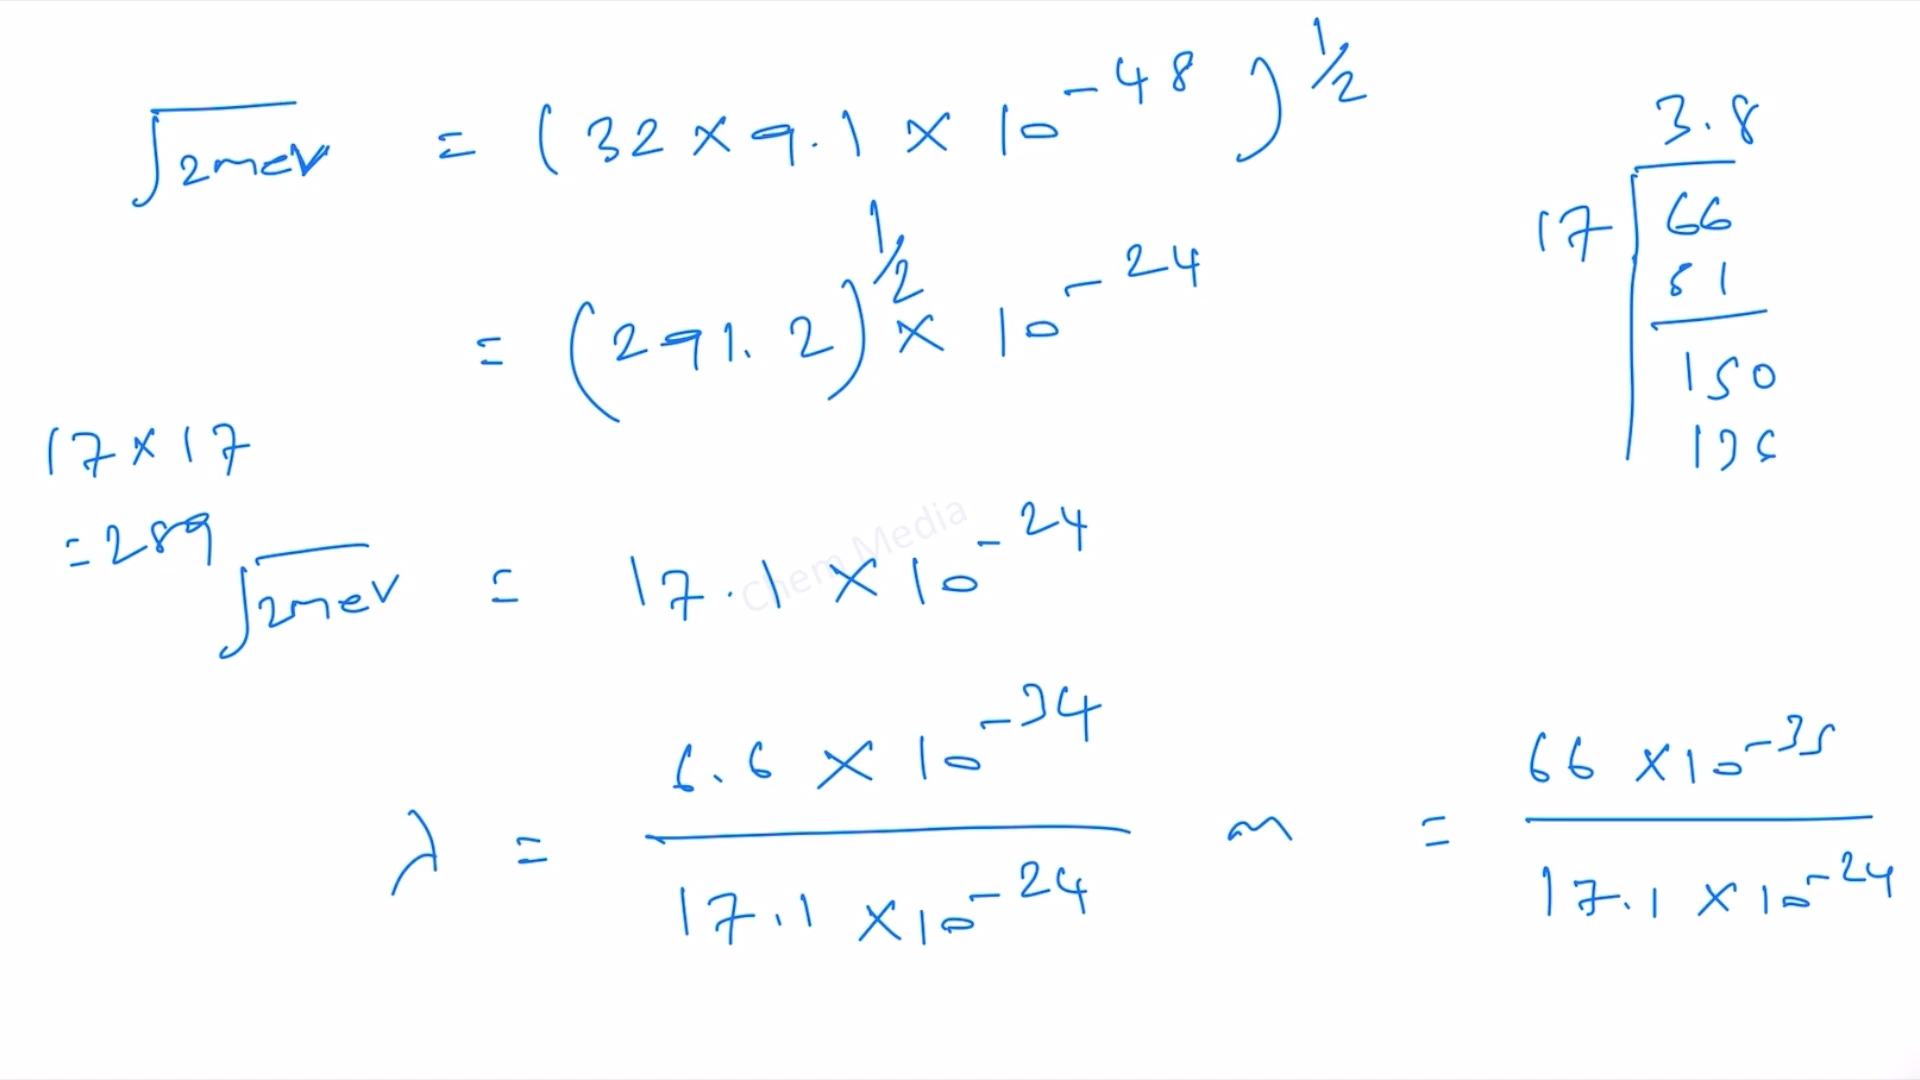 √2meV = (32 × 9.1 × 10^-48)^1/2
= (291.2)^1/2 × 10^-24
17 × 17
= 289
√2meV = 17.1 × 10^-24
λ = 6.6 × 10^-34 / 17.1 × 10^-24 m = 66 × 10^-35 / 17.1 × 10^-24
3.8
17 66
51
150
136
Chem Media